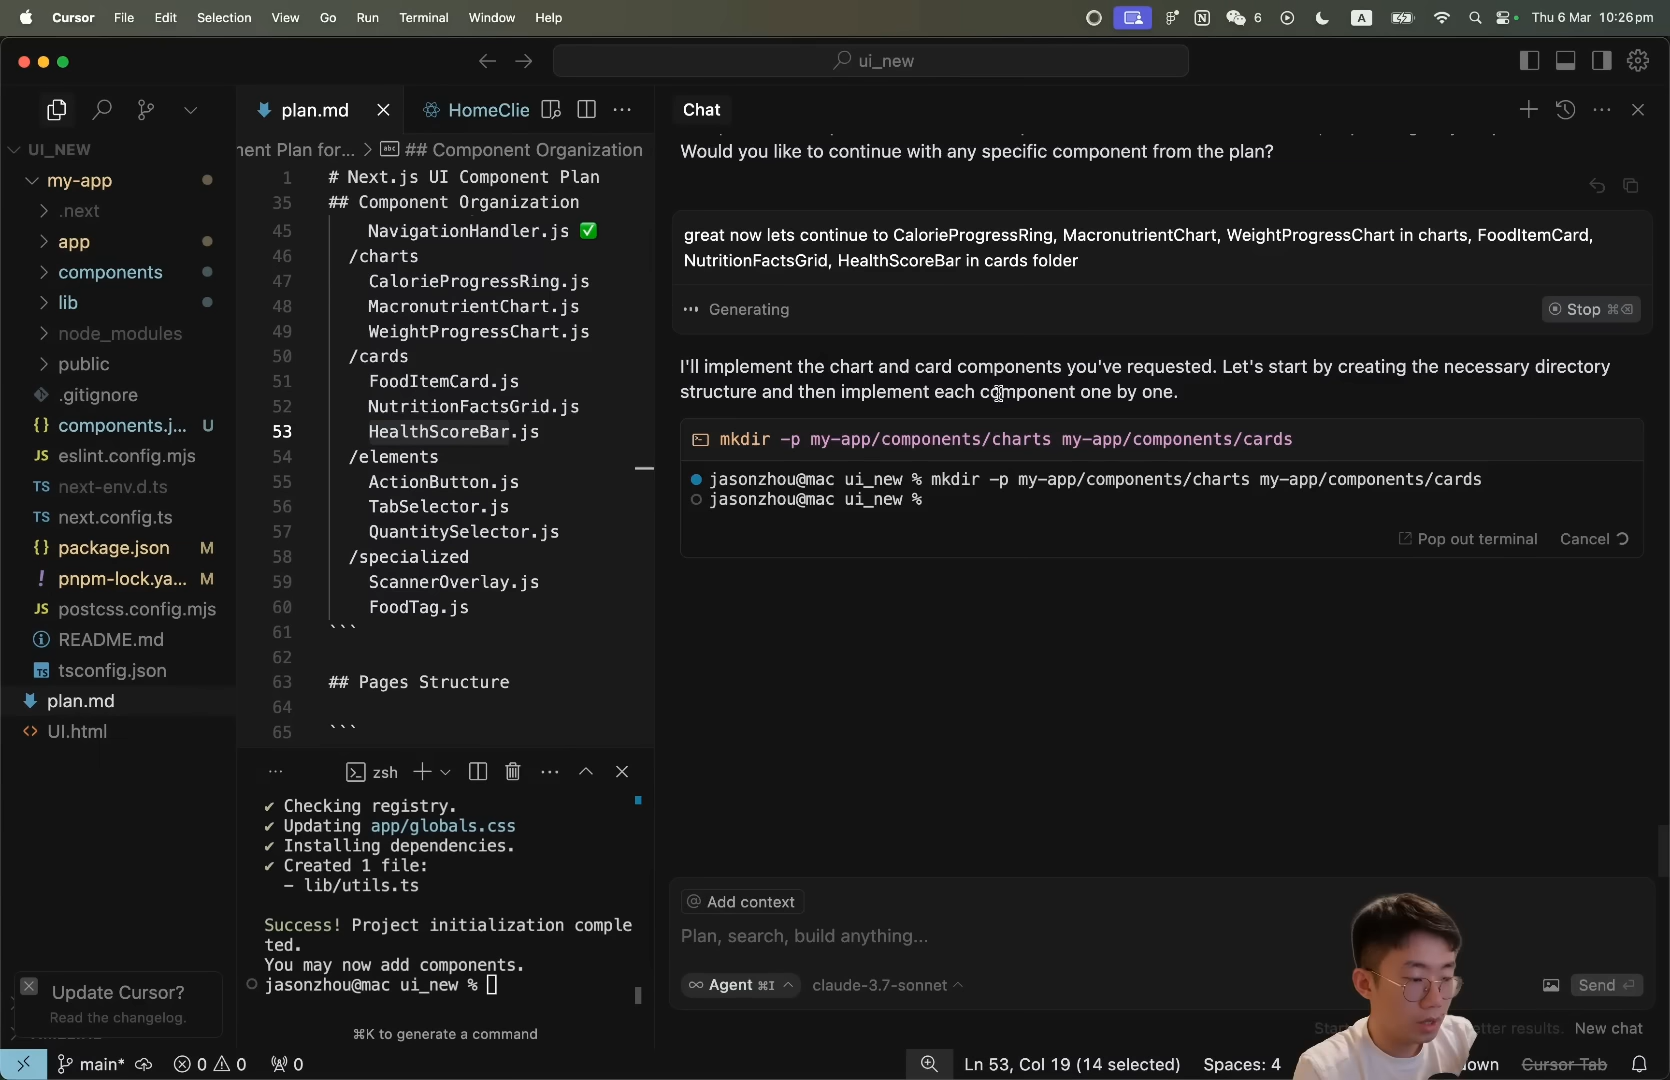 Cursor File Edit Selection View Go Run Terminal Window Help
6
A
Thu 6 Mar 10:26pm
ui_new
UI_NEW
my-app
.next
app
components
lib
node_modules
public
.gitignore
components.j... U
JS eslint.config.mjs
TS next-env.d.ts
TS next.config.ts
{} package.json M
! pnpm-lock.ya... M
JS postcss.config.mjs
README.md
tsconfig.json
plan.md
UI.html
Update Cursor?
Read the changelog.
plan.md
HomeClie
nent Plan for... > ## Component Organization
1 # Next.js UI Component Plan
35 ## Component Organization
45 NavigationHandler.js ✅
46 /charts
47 CalorieProgressRing.js
48 MacronutrientChart.js
49 WeightProgressChart.js
50 /cards
51 FoodItemCard.js
52 NutritionFactsGrid.js
53 HealthScoreBar.js
54 /elements
55 ActionButton.js
56 TabSelector.js
57 QuantitySelector.js
58 /specialized
59 ScannerOverlay.js
60 FoodTag.js
61 ```
62
63 ## Pages Structure
64
65 ```
zsh
✔ Checking registry.
✔ Updating app/globals.css
✔ Installing dependencies.
✔ Created 1 file:
– lib/utils.ts
Success! Project initialization comple
ted.
You may now add components.
jasonzhou@mac ui_new %
⌘K to generate a command
Chat
Would you like to continue with any specific component from the plan?
great now lets continue to CalorieProgressRing, MacronutrientChart, WeightProgressChart in charts, FoodItemCard,
NutritionFactsGrid, HealthScoreBar in cards folder
Generating
Stop ⌘⌫
I'll implement the chart and card components you've requested. Let's start by creating the necessary directory
structure and then implement each component one by one.
mkdir -p my-app/components/charts my-app/components/cards
jasonzhou@mac ui_new % mkdir -p my-app/components/charts my-app/components/cards
jasonzhou@mac ui_new %
Pop out terminal Cancel
@ Add context
Plan, search, build anything...
∞ Agent ⌘I claude-3.7-sonnet
Send ⏎
results. New chat
main* 0 0 0
Ln 53, Col 19 (14 selected) Spaces: 4
Cursor Tab